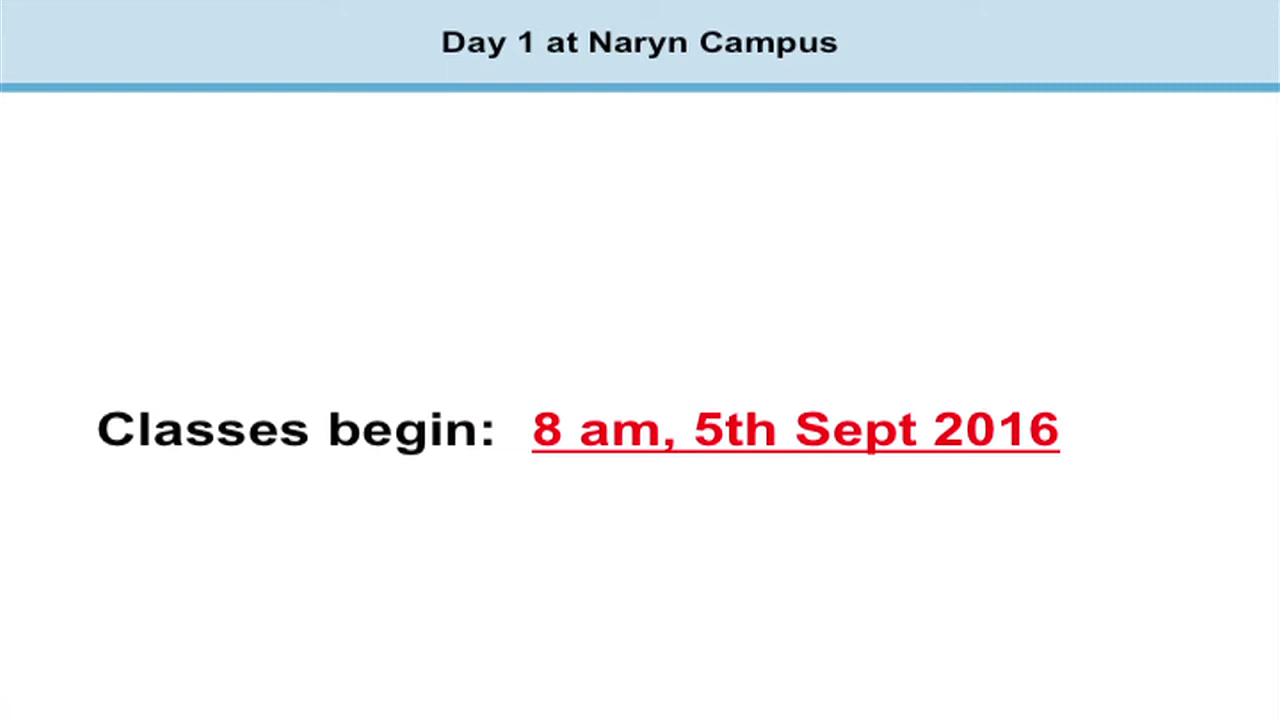 Day 1 at Naryn Campus
Classes begin: 8 am, 5th Sept 2016